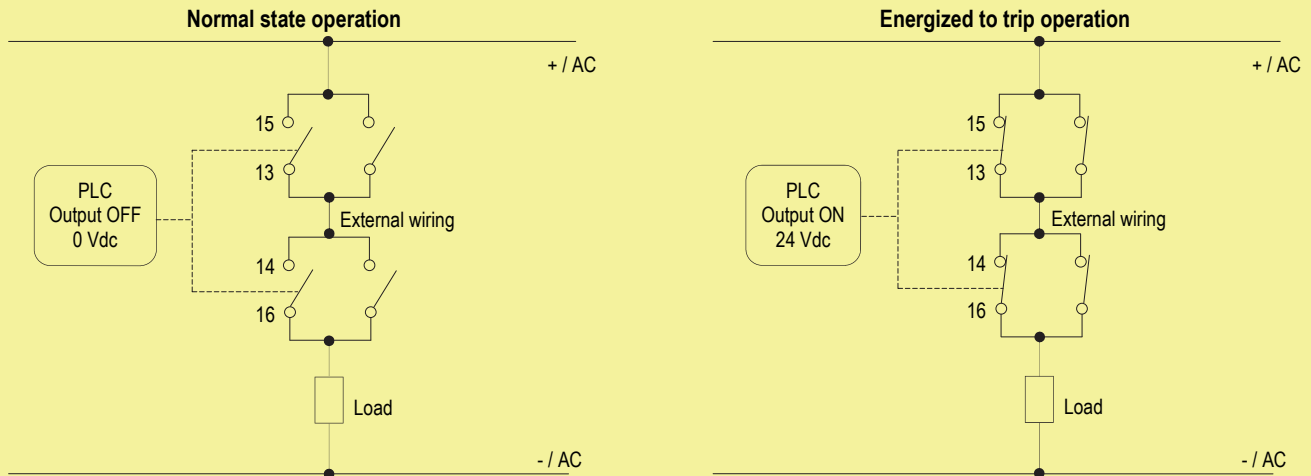 Normal state operation
+ / AC
15
13
PLC
Output OFF
0 Vdc
External wiring
14
16
Load
- / AC
Energized to trip operation
+ / AC
15
13
PLC
Output ON
24 Vdc
External wiring
14
16
Load
- / AC